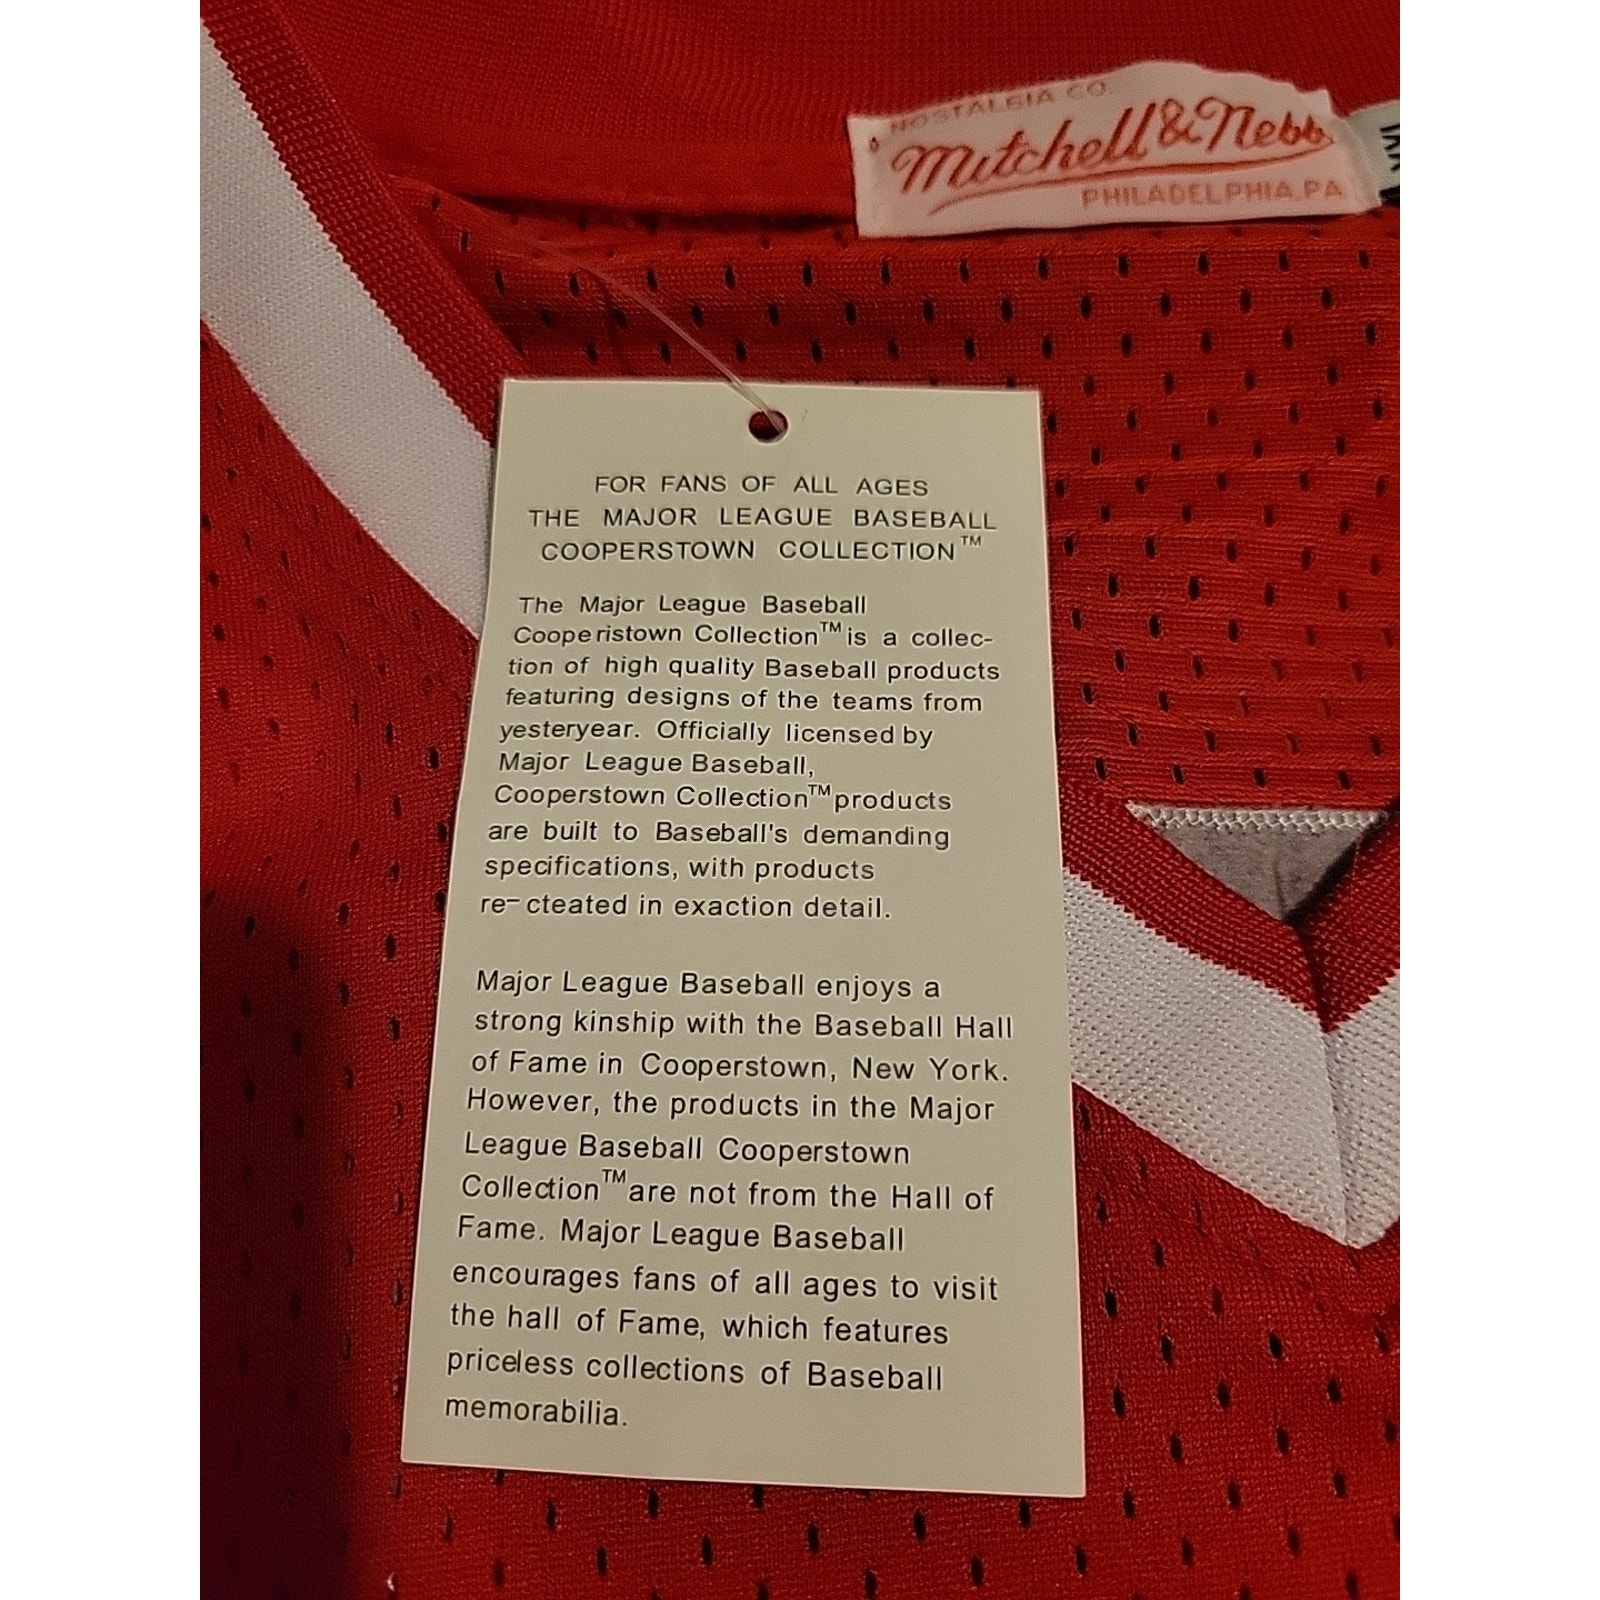 NOSTALGIA CO.
Mitchell & Ness
PHILADELPHIA, PA
FOR FANS OF ALL AGES
THE MAJOR LEAGUE BASEBALL
COOPERSTOWN COLLECTION™
The Major League Baseball
Cooperistown Collection™ is a collec-
tion of high quality Baseball products
featuring designs of the teams from
yesteryear. Officially licensed by
Major League Baseball,
Cooperstown Collection™ products
are built to Baseball's demanding
specifications, with products
re-cteated in exaction detail.
Major League Baseball enjoys a
strong kinship with the Baseball Hall
of Fame in Cooperstown, New York.
However, the products in the Major
League Baseball Cooperstown
Collection™ are not from the Hall of
Fame. Major League Baseball
encourages fans of all ages to visit
the hall of Fame, which features
priceless collections of Baseball
memorabilia.